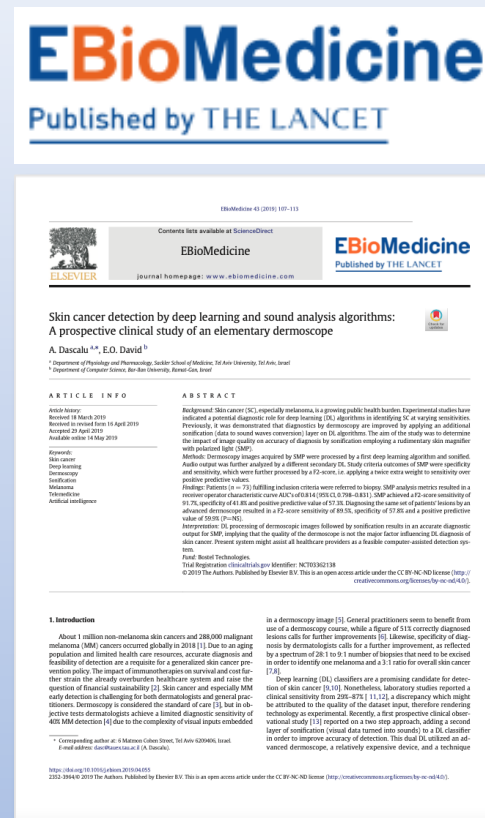 EBioMedicine
Published by THE LANCET
EBioMedicine 43 (2019) 107–113
Contents lists available at ScienceDirect
EBioMedicine
journal homepage: www.ebiomedicine.com
ELSEVIER
EBioMedicine
Published by THE LANCET
Skin cancer detection by deep learning and sound analysis algorithms:
A prospective clinical study of an elementary dermoscope
Check for updates
A. Dascalu a,*, E.O. David b
a Department of Physiology and Pharmacology, Sackler School of Medicine, Tel Aviv University, Tel Aviv, Israel
b Department of Computer Science, Bar-Ilan University, Ramat-Gan, Israel
ARTICLE INFO
Article history:
Received 18 March 2019
Received in revised form 16 April 2019
Accepted 29 April 2019
Available online 14 May 2019
Keywords:
Skin cancer
Deep learning
Dermoscopy
Sonification
Melanoma
Telemedicine
Artificial intelligence
ABSTRACT
Background: Skin cancer (SC), especially melanoma, is a growing public health burden. Experimental studies have
indicated a potential diagnostic role for deep learning (DL) algorithms in identifying SC at varying sensitivities.
Previously, it was demonstrated that diagnostics by dermoscopy are improved by applying an additional
sonification (data to sound waves conversion) layer on DL algorithms. The aim of the study was to determine
the impact of image quality on accuracy of diagnosis by sonification employing a rudimentary skin magnifier
with polarized light (SMP).
Methods: Dermoscopy images acquired by SMP were processed by a first deep learning algorithm and sonified.
Audio output was further analyzed by a different secondary DL. Study criteria outcomes of SMP were specificity
and sensitivity, which were further processed by a F2-score, i.e. applying a twice extra weight to sensitivity over
positive predictive values.
Findings: Patients (n = 73) fulfilling inclusion criteria were referred to biopsy. SMP analysis metrics resulted in a
receiver operator characteristic curve AUC's of 0.814 (95% CI, 0.798–0.831). SMP achieved a F2-score sensitivity of
91.7%, specificity of 41.8% and positive predictive value of 57.3%. Diagnosing the same set of patients' lesions by an
advanced dermoscope resulted in a F2-score sensitivity of 89.5%, specificity of 57.8% and a positive predictive
value of 59.9% (P=NS).
Interpretation: DL processing of dermoscopic images followed by sonification results in an accurate diagnostic
output for SMP, implying that the quality of the dermoscope is not the major factor influencing DL diagnosis of
skin cancer. Present system might assist all healthcare providers as a feasible computer-assisted detection sys-
tem.
Fund: Bostel Technologies.
Trial Registration clinicaltrials.gov Identifier: NCT03362138
© 2019 The Authors. Published by Elsevier B.V. This is an open access article under the CC BY-NC-ND license (http://
creativecommons.org/licenses/by-nc-nd/4.0/).
1. Introduction
About 1 million non-melanoma skin cancers and 288,000 malignant
melanoma (MM) cancers occurred globally in 2018 [1]. Due to an aging
population and limited health care resources, accurate diagnosis and
feasibility of detection are a requisite for a generalized skin cancer pre-
vention policy. The impact of immunotherapies on survival and cost fur-
ther strain the already overburden healthcare system and raise the
question of financial sustainability [2]. Skin cancer and especially MM
early detection is challenging for both dermatologists and general prac-
titioners. Dermoscopy is considered the standard of care [3], but in ob-
jective tests dermatologists achieve a limited diagnostic sensitivity of
40% MM detection [4] due to the complexity of visual inputs embedded
* Corresponding author at: 6 Matmon Cohen Street, Tel Aviv 6209406, Israel.
E-mail address: dasc@tauex.tau.ac.il (A. Dascalu).
in a dermoscopy image [5]. General practitioners seem to benefit from
use of a dermoscopy course, while a figure of 51% correctly diagnosed
lesions calls for further improvements [6]. Likewise, specificity of diag-
nosis by dermatologists calls for a further improvement, as reflected
by a spectrum of 28:1 to 9:1 number of biopsies that need to be excised
in order to identify one melanoma and a 3:1 ratio for overall skin cancer
[7,8].
Deep learning (DL) classifiers are a promising candidate for detec-
tion of skin cancer [9,10]. Nonetheless, laboratory studies reported a
clinical sensitivity from 29%–87% [ 11,12], a discrepancy which might
be attributed to the quality of the dataset input, therefore rendering
technology as experimental. Recently, a first prospective clinical obser-
vational study [13] reported on a two step approach, adding a second
layer of sonification (visual data turned into sounds) to a DL classifier
in order to improve accuracy of detection. This dual DL utilized an ad-
vanced dermoscope, a relatively expensive device, and a technique
https://doi.org/10.1016/j.ebiom.2019.04.055
2352-3964/© 2019 The Authors. Published by Elsevier B.V. This is an open access article under the CC BY-NC-ND license (http://creativecommons.org/licenses/by-nc-nd/4.0/).